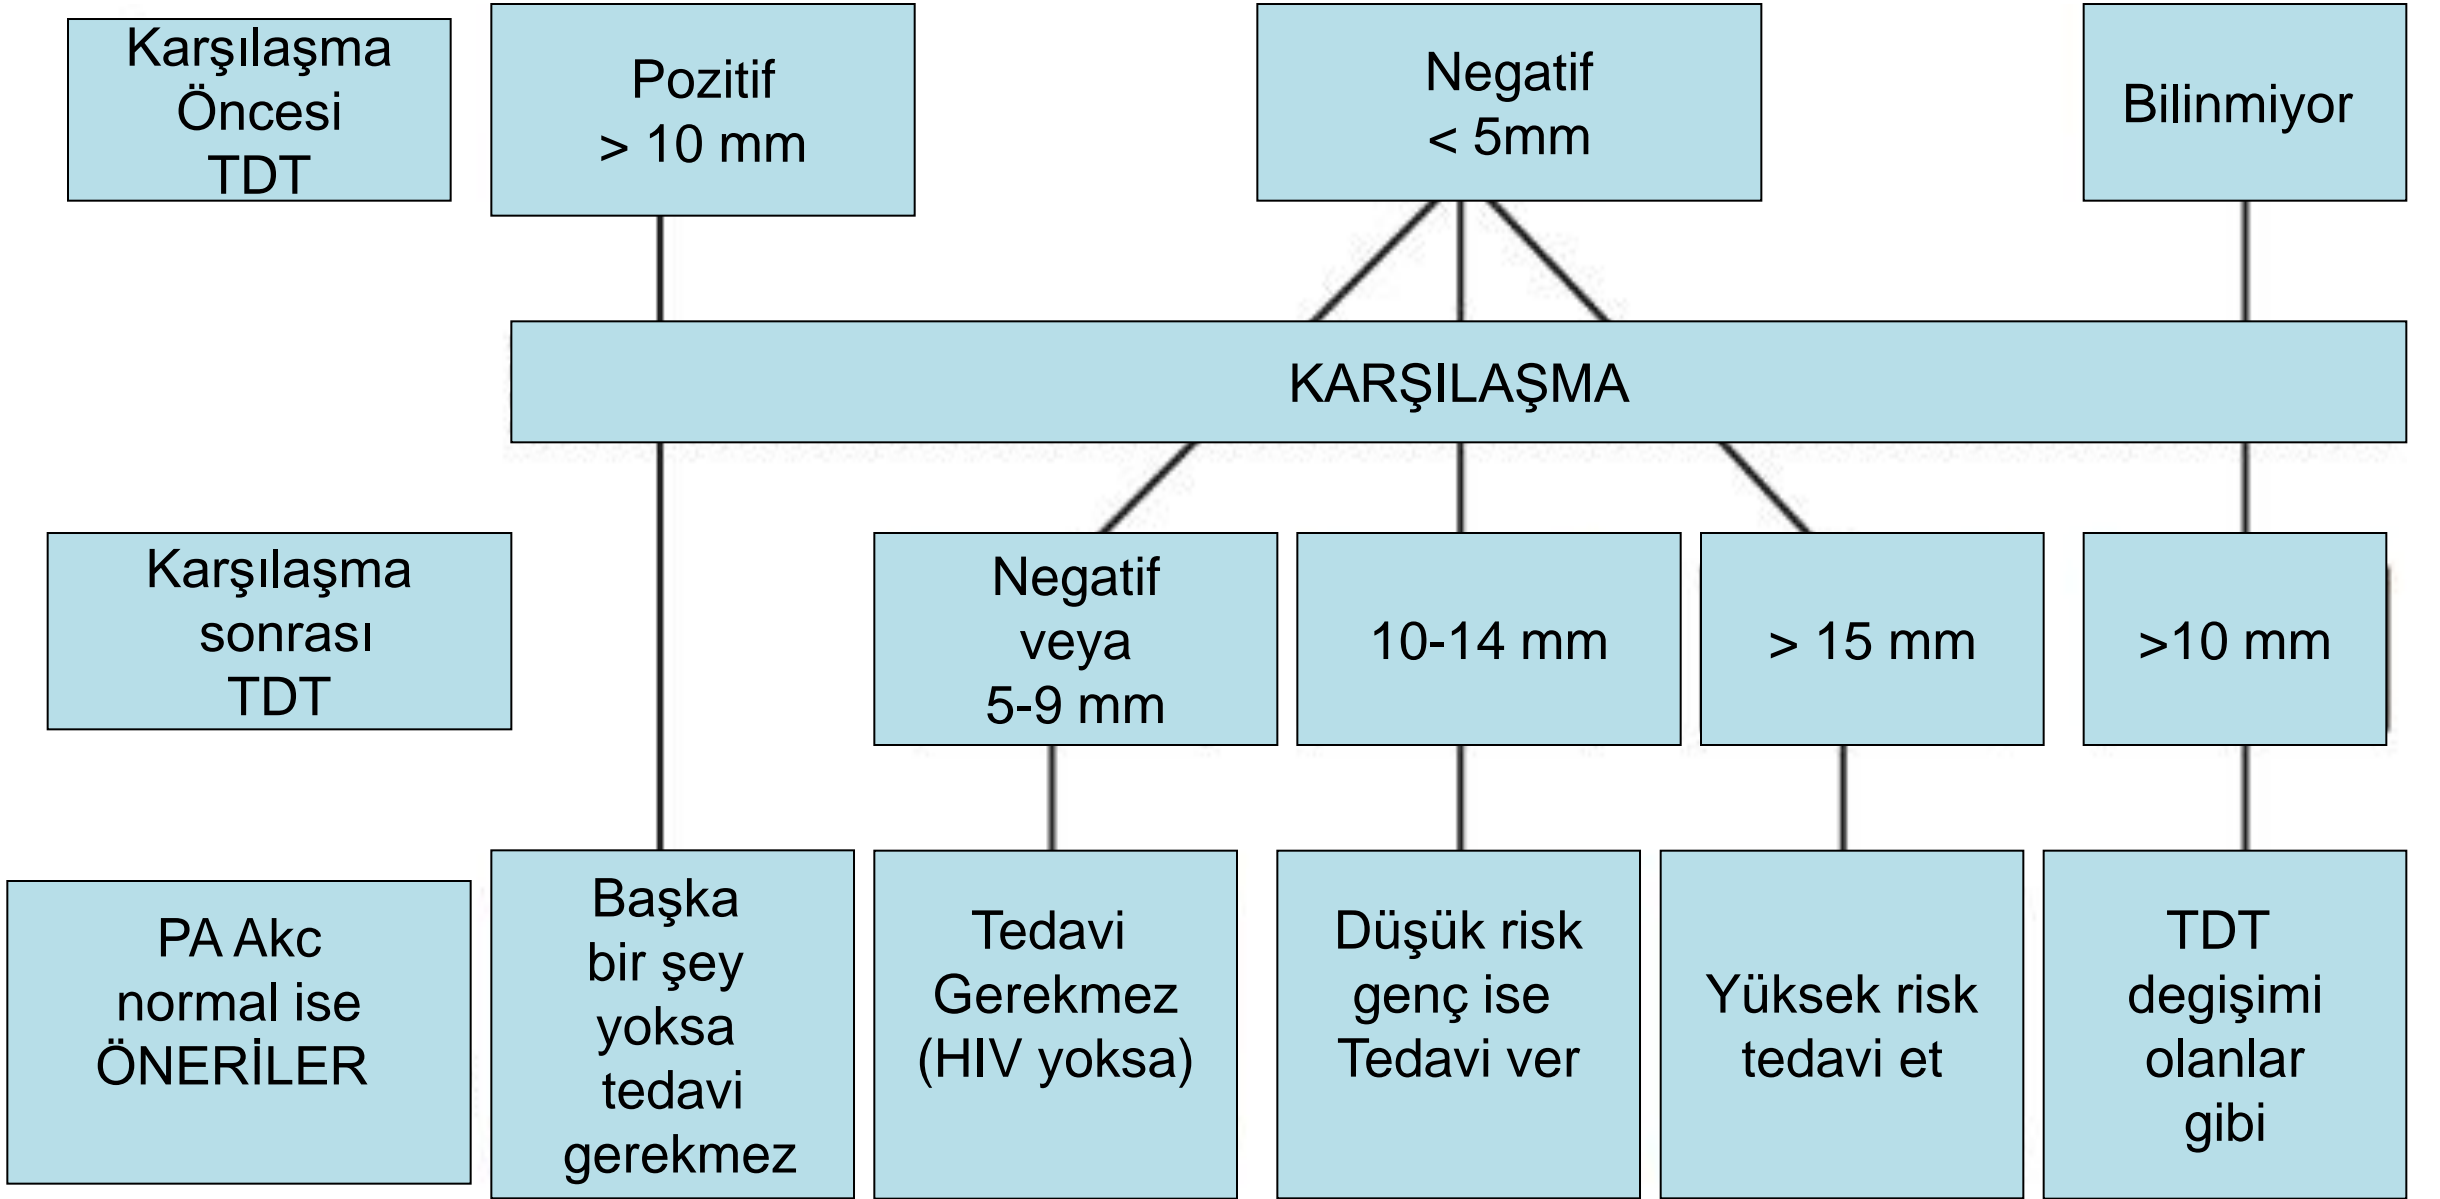 Karşılaşma
Öncesi
TDT
Pozitif
> 10 mm
Negatif
< 5mm
Bilinmiyor
KARŞILAŞMA
Karşılaşma
sonrası
TDT
Negatif
veya
5-9 mm
10-14 mm
> 15 mm
>10 mm
PA Akc
normal ise
ÖNERİLER
Başka
bir şey
yoksa
tedavi
gerekmez
Tedavi
Gerekmez
(HIV yoksa)
Düşük risk
genç ise
Tedavi ver
Yüksek risk
tedavi et
TDT
degişimi
olanlar
gibi